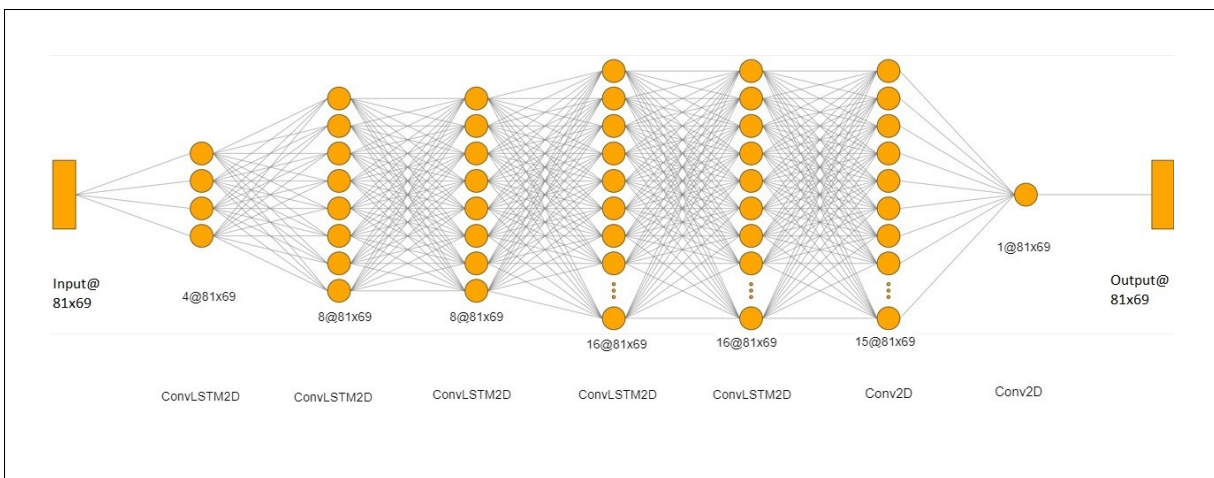 Input@
81x69
4@81x69
8@81x69
8@81x69
16@81x69
16@81x69
15@81x69
1@81x69
Output@
81x69
ConvLSTM2D
ConvLSTM2D
ConvLSTM2D
ConvLSTM2D
ConvLSTM2D
Conv2D
Conv2D